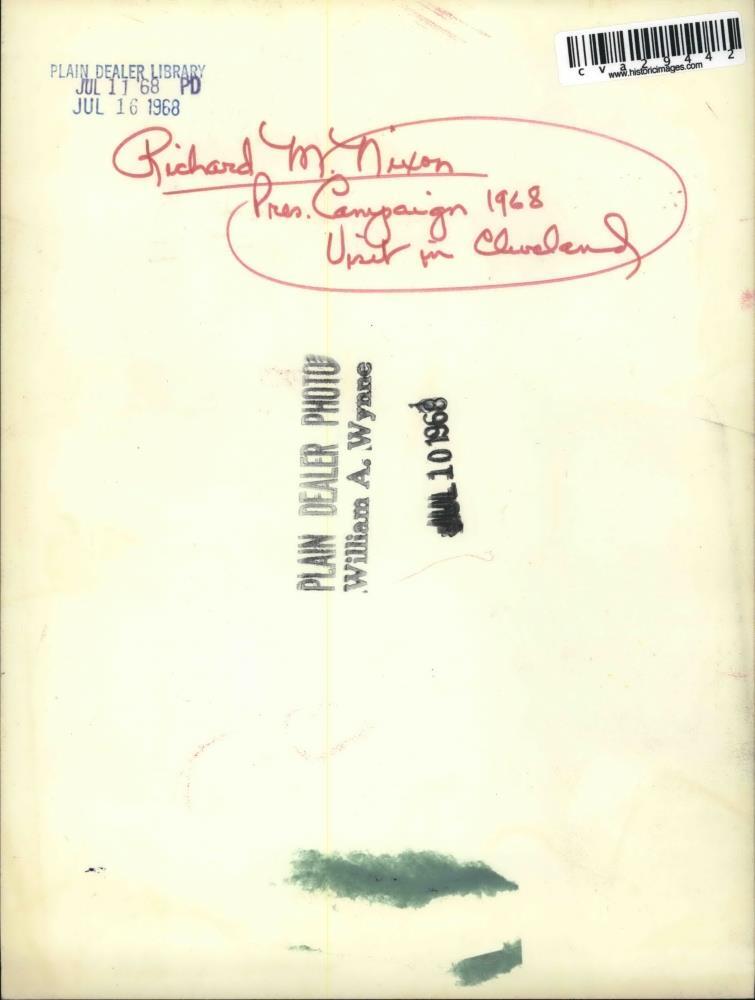 PLAIN DEALER LIBRARY
JUL 17 '68 PD
JUL 16 1968
cva29442
www.historicimages.com
Richard M. Nixon
Pres. Campaign 1968
Visit in Cleveland
PLAIN DEALER PHOTO
William A. Wynne
JUL 10 1968